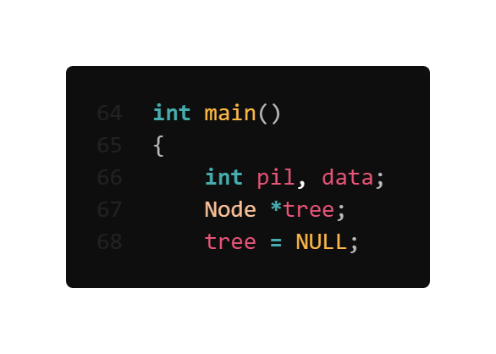 64 int main()
65 {
66     int pil, data;
67     Node *tree;
68     tree = NULL;